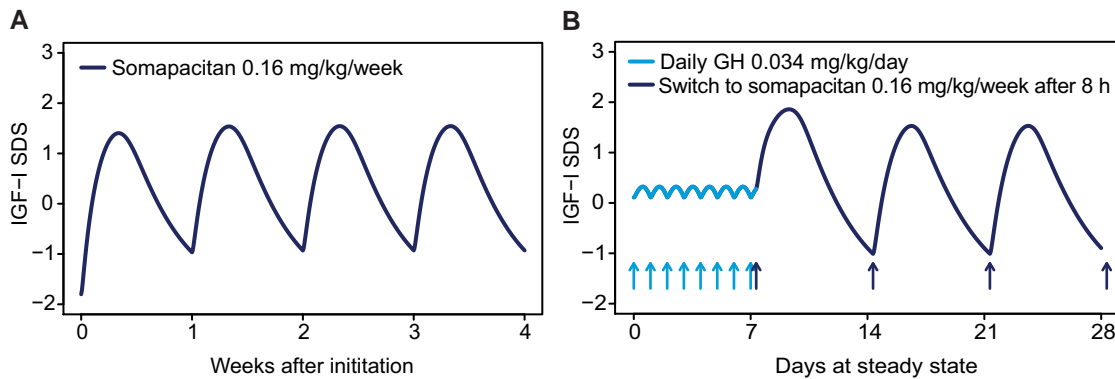 A
3
2
1
0
−1
−2
IGF−I SDS
Somapacitan 0.16 mg/kg/week
0
1
2
3
4
Weeks after inititation
B
3
2
1
0
−1
−2
IGF−I SDS
Daily GH 0.034 mg/kg/day
Switch to somapacitan 0.16 mg/kg/week after 8 h
0
7
14
21
28
Days at steady state